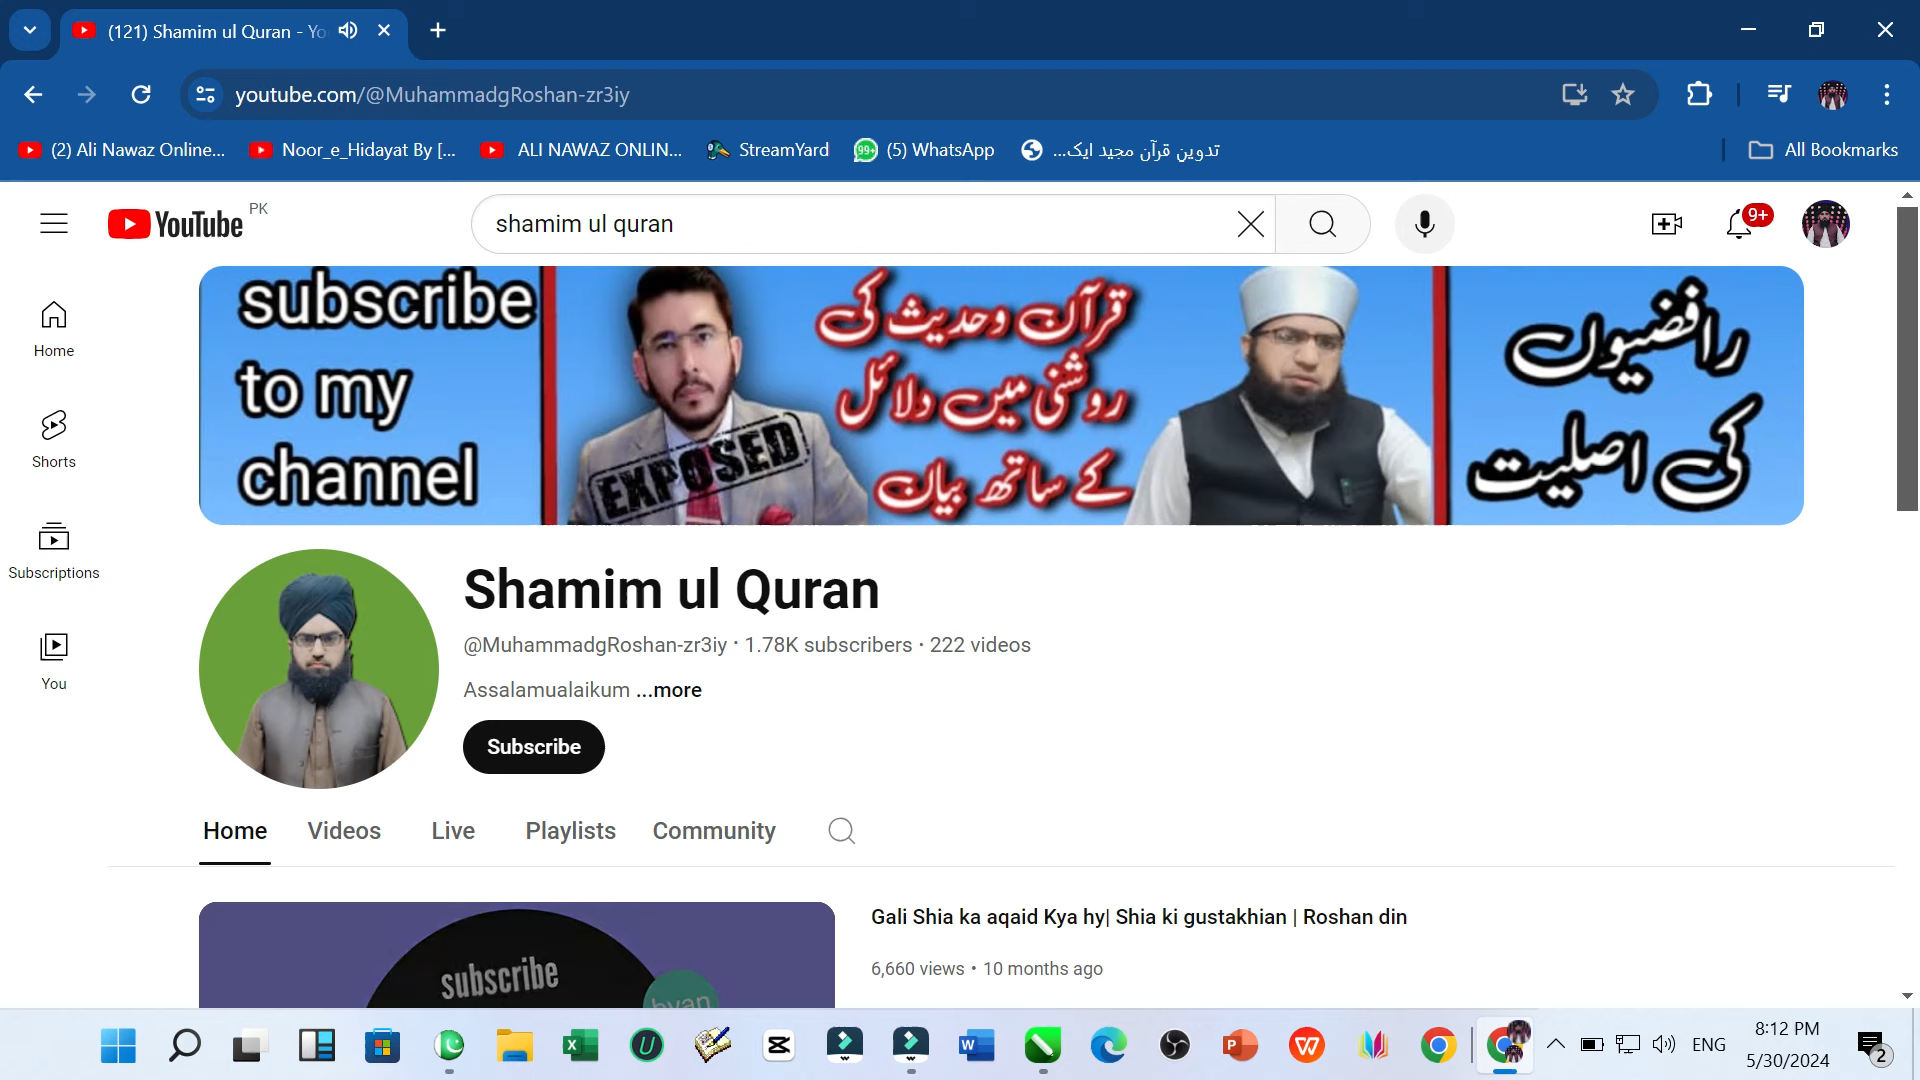 (121) Shamim ul Quran - Yo
youtube.com/@MuhammadgRoshan-zr3iy
(2) Ali Nawaz Online...
Noor_e_Hidayat By [...
ALI NAWAZ ONLIN...
StreamYard
99+
(5) WhatsApp
تدوین قرآن مجید ایک...
All Bookmarks
YouTube PK
shamim ul quran
9+
Home
Shorts
Subscriptions
You
subscribe
to my
channel
EXPOSED
قرآن وحدیث کی
روشنی میں دلائل
کے ساتھ بیان
رافضیوں
کی اصلیت
Shamim ul Quran
@MuhammadgRoshan-zr3iy · 1.78K subscribers · 222 videos
Assalamualaikum ...more
Subscribe
Home
Videos
Live
Playlists
Community
subscribe
byan
Gali Shia ka aqaid Kya hy| Shia ki gustakhian | Roshan din
6,660 views • 10 months ago
ENG
8:12 PM
5/30/2024
2